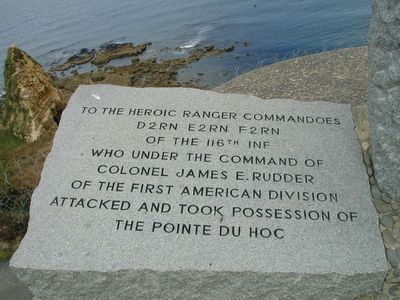 TO THE HEROIC RANGER COMMANDOES
D2RN E2RN F2RN
OF THE 116TH INF
WHO UNDER THE COMMAND OF
COLONEL JAMES E. RUDDER
OF THE FIRST AMERICAN DIVISION
ATTACKED AND TOOK POSSESSION OF
THE POINTE DU HOC